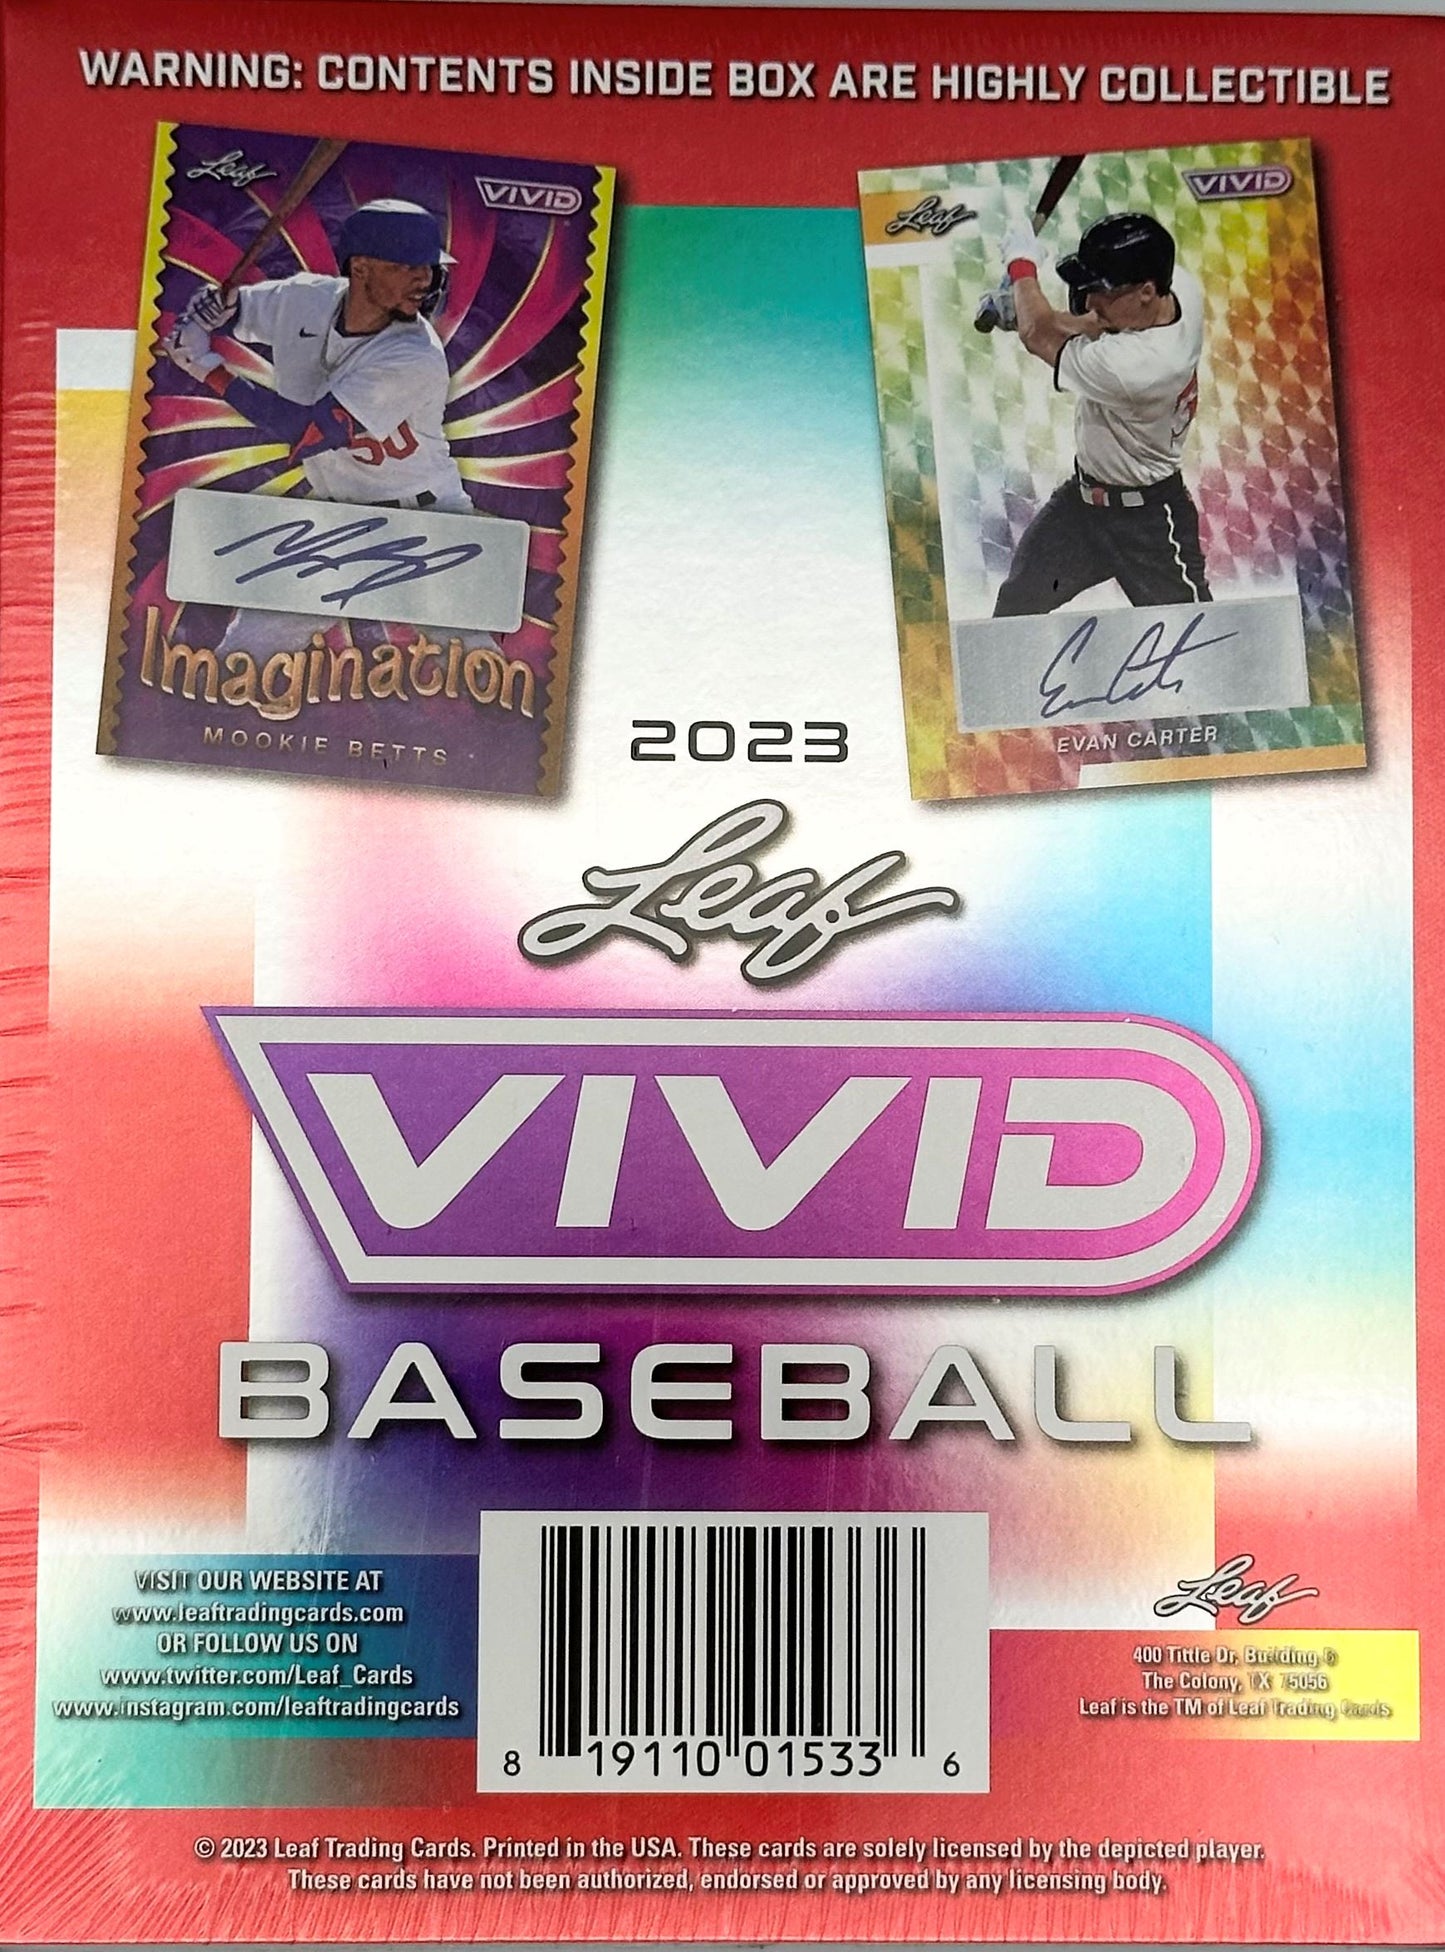 WARNING: CONTENTS INSIDE BOX ARE HIGHLY COLLECTIBLE
Leaf
VIVID
50
Imagination
MOOKIE BETTS
Leaf
VIVID
EVAN CARTER
2023
Leaf
VIVID
BASEBALL
VISIT OUR WEBSITE AT
www.leaftradingcards.com
OR FOLLOW US ON
www.twitter.com/Leaf_Cards
www.instagram.com/leaftradingcards
8 19110 01533 6
Leaf
400 Tittle Dr, Building 6
The Colony, TX 75056
Leaf is the TM of Leaf Trading Cards
© 2023 Leaf Trading Cards. Printed in the USA. These cards are solely licensed by the depicted player.
These cards have not been authorized, endorsed or approved by any licensing body.